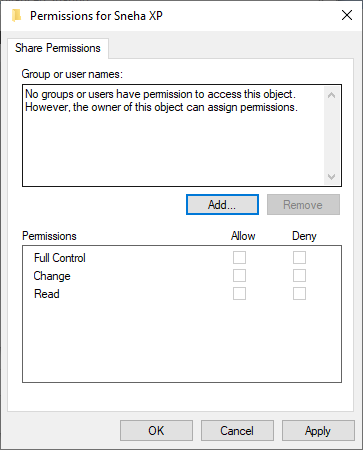 Permissions for Sneha XP
Share Permissions
Group or user names:
No groups or users have permission to access this object.
However, the owner of this object can assign permissions.
Add... Remove
Permissions Allow Deny
Full Control
Change
Read
OK Cancel Apply